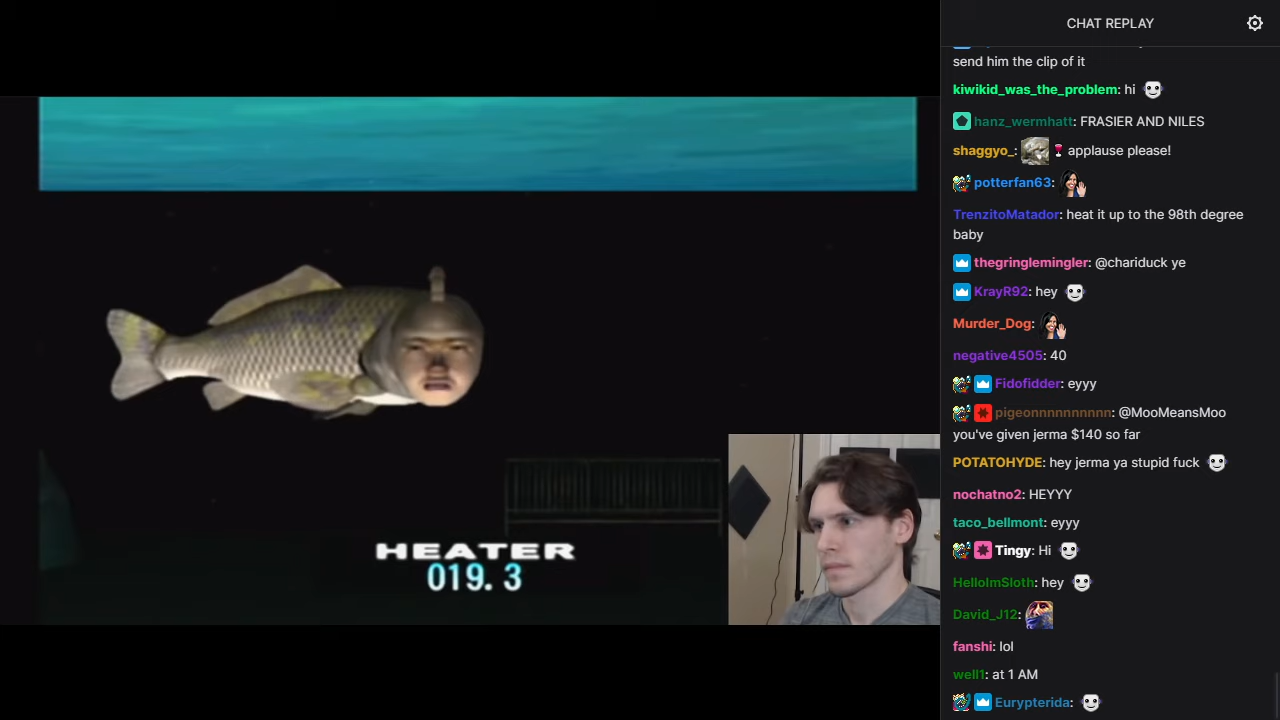 CHAT REPLAY
send him the clip of it
kiwikid_was_the_problem: hi
hanz_wermhatt: FRASIER AND NILES
shaggyo_: applause please!
potterfan63:
TrenzitoMatador: heat it up to the 98th degree
baby
thegringlemingler: @chariduck ye
KrayR92: hey
Murder_Dog:
negative4505: 40
Fidofidder: eyyy
pigeonnnnnnnnnn: @MooMeansMoo
you've given jerma $140 so far
POTATOHYDE: hey jerma ya stupid fuck
nochatno2: HEYYY
taco_bellmont: eyyy
Tingy: Hi
HelloImSloth: hey
David_J12:
fanshi: lol
well1: at 1 AM
Eurypterida:
HEATER
019.3